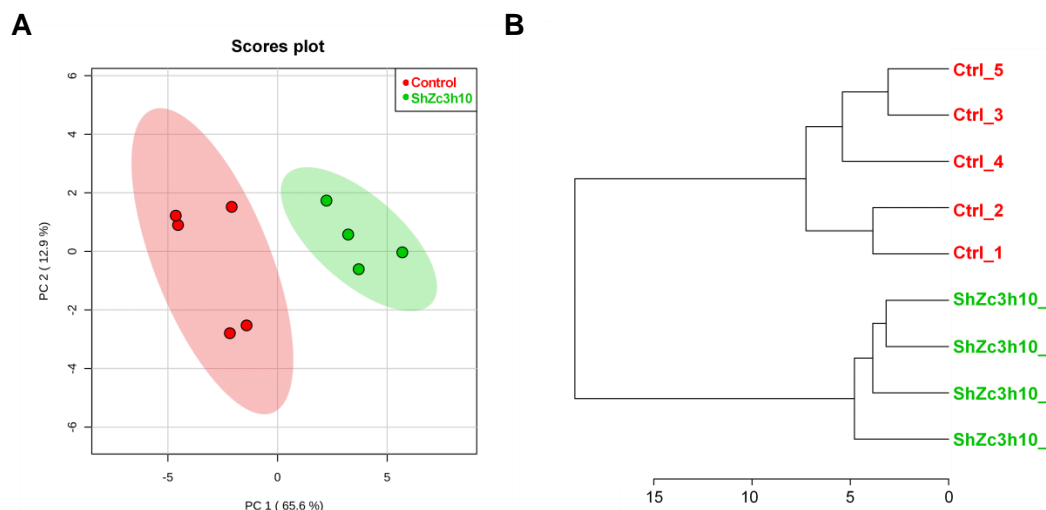 A
Scores plot
Control
ShZc3h10
6
4
2
0
-2
-4
-6
PC 2 ( 12.9 %)
-5
0
5
PC 1 ( 65.6 %)
B
Ctrl_5
Ctrl_3
Ctrl_4
Ctrl_2
Ctrl_1
ShZc3h10_
ShZc3h10_
ShZc3h10_
ShZc3h10_
15
10
5
0